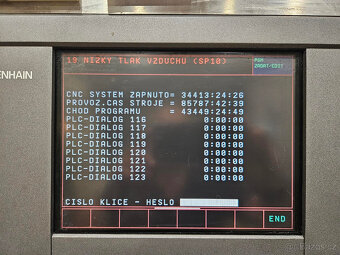 ENHAIN
19 NIZKY TLAK VZDUCHU (SP10)
PGM
ZADAT/EDIT
CNC SYSTEM ZAPNUTO= 34413:24:26
PROVOZ.CAS STROJE = 85787:42:39
CHOD PROGRAMU = 43449:24:49
PLC-DIALOG 116 0:00:00
PLC-DIALOG 117 0:00:00
PLC-DIALOG 118 0:00:00
PLC-DIALOG 119 0:00:00
PLC-DIALOG 120 0:00:00
PLC-DIALOG 121 0:00:00
PLC-DIALOG 122 0:00:00
PLC-DIALOG 123 0:00:00
CISLO KLICE - HESLO
END